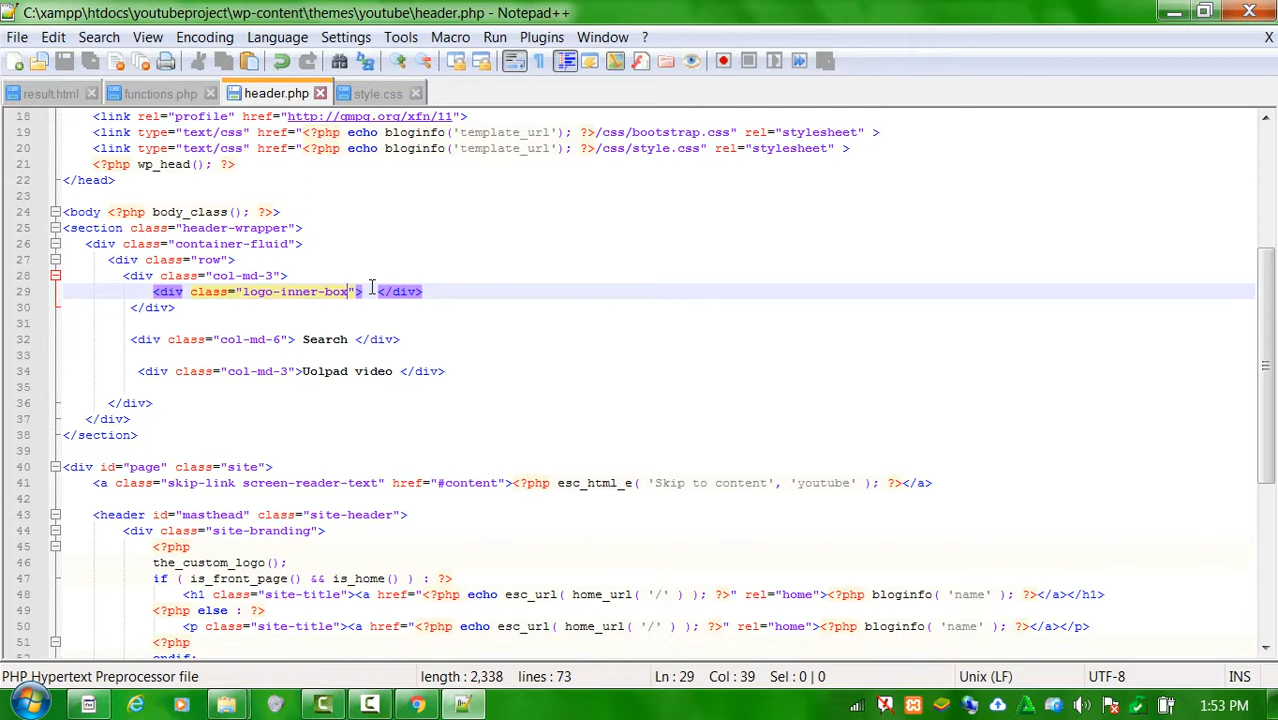 C:\xampp\htdocs\youtubeproject\wp-content\themes\youtube\header.php - Notepad++
File Edit Search View Encoding Language Settings Tools Macro Run Plugins Window ? X
result.html functions.php header.php style.css
18 <link rel="profile" href="http://gmpg.org/xfn/11">
19 <link type="text/css" href="<?php echo bloginfo('template_url'); ?>/css/bootstrap.css" rel="stylesheet" >
20 <link type="text/css" href="<?php echo bloginfo('template_url'); ?>/css/style.css" rel="stylesheet" >
21 <?php wp_head(); ?>
22 </head>
23
24 <body <?php body_class(); ?>>
25 <section class="header-wrapper">
26 <div class="container-fluid">
27 <div class="row">
28 <div class="col-md-3">
29 <div class="logo-inner-box"> </div>
30 </div>
31
32 <div class="col-md-6"> Search </div>
33
34 <div class="col-md-3">Uolpad video </div>
35
36 </div>
37 </div>
38 </section>
39
40 <div id="page" class="site">
41 <a class="skip-link screen-reader-text" href="#content"><?php esc_html_e( 'Skip to content', 'youtube' ); ?></a>
42
43 <header id="masthead" class="site-header">
44 <div class="site-branding">
45 <?php
46 the_custom_logo();
47 if ( is_front_page() && is_home() ) : ?>
48 <h1 class="site-title"><a href="<?php echo esc_url( home_url( '/' ) ); ?>" rel="home"><?php bloginfo( 'name' ); ?></a></h1>
49 <?php else : ?>
50 <p class="site-title"><a href="<?php echo esc_url( home_url( '/' ) ); ?>" rel="home"><?php bloginfo( 'name' ); ?></a></p>
51 <?php
endif;
PHP Hypertext Preprocessor file length : 2,338 lines : 73 Ln : 29 Col : 39 Sel : 0 | 0 Unix (LF) UTF-8 INS
1:53 PM